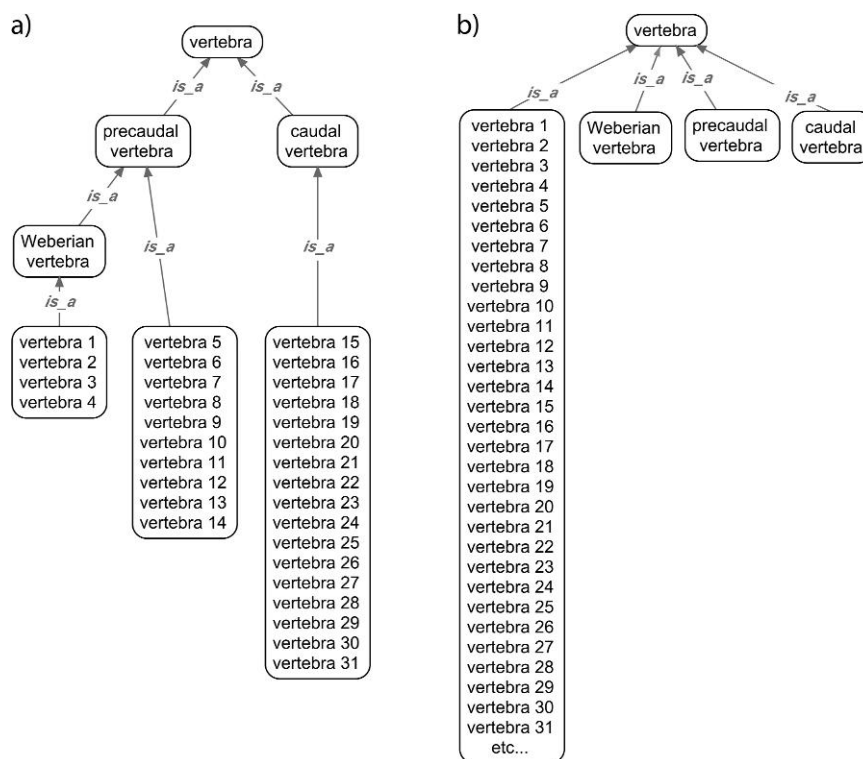 a)
vertebra
is_a
is_a
precaudal
vertebra
caudal
vertebra
is_a
is_a
is_a
Weberian
vertebra
is_a
vertebra 1
vertebra 2
vertebra 3
vertebra 4
vertebra 5
vertebra 6
vertebra 7
vertebra 8
vertebra 9
vertebra 10
vertebra 11
vertebra 12
vertebra 13
vertebra 14
vertebra 15
vertebra 16
vertebra 17
vertebra 18
vertebra 19
vertebra 20
vertebra 21
vertebra 22
vertebra 23
vertebra 24
vertebra 25
vertebra 26
vertebra 27
vertebra 28
vertebra 29
vertebra 30
vertebra 31
b)
vertebra
is_a
is_a
is_a
is_a
vertebra 1
vertebra 2
vertebra 3
vertebra 4
vertebra 5
vertebra 6
vertebra 7
vertebra 8
vertebra 9
vertebra 10
vertebra 11
vertebra 12
vertebra 13
vertebra 14
vertebra 15
vertebra 16
vertebra 17
vertebra 18
vertebra 19
vertebra 20
vertebra 21
vertebra 22
vertebra 23
vertebra 24
vertebra 25
vertebra 26
vertebra 27
vertebra 28
vertebra 29
vertebra 30
vertebra 31
etc...
Weberian
vertebra
precaudal
vertebra
caudal
vertebra